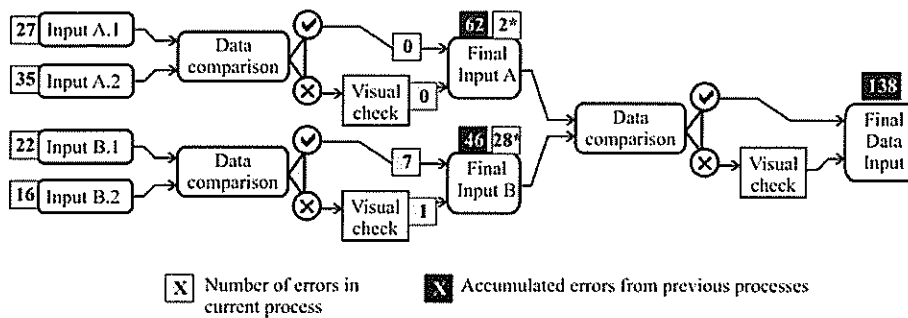 27 Input A.1
35 Input A.2
Data
comparison
0
Visual
check
0
62 2*
Final
Input A
22 Input B.1
16 Input B.2
Data
comparison
7
Visual
check
1
46 28*
Final
Input B
Data
comparison
Visual
check
138
Final
Data
Input
X Number of errors in
current process
X Accumulated errors from previous processes